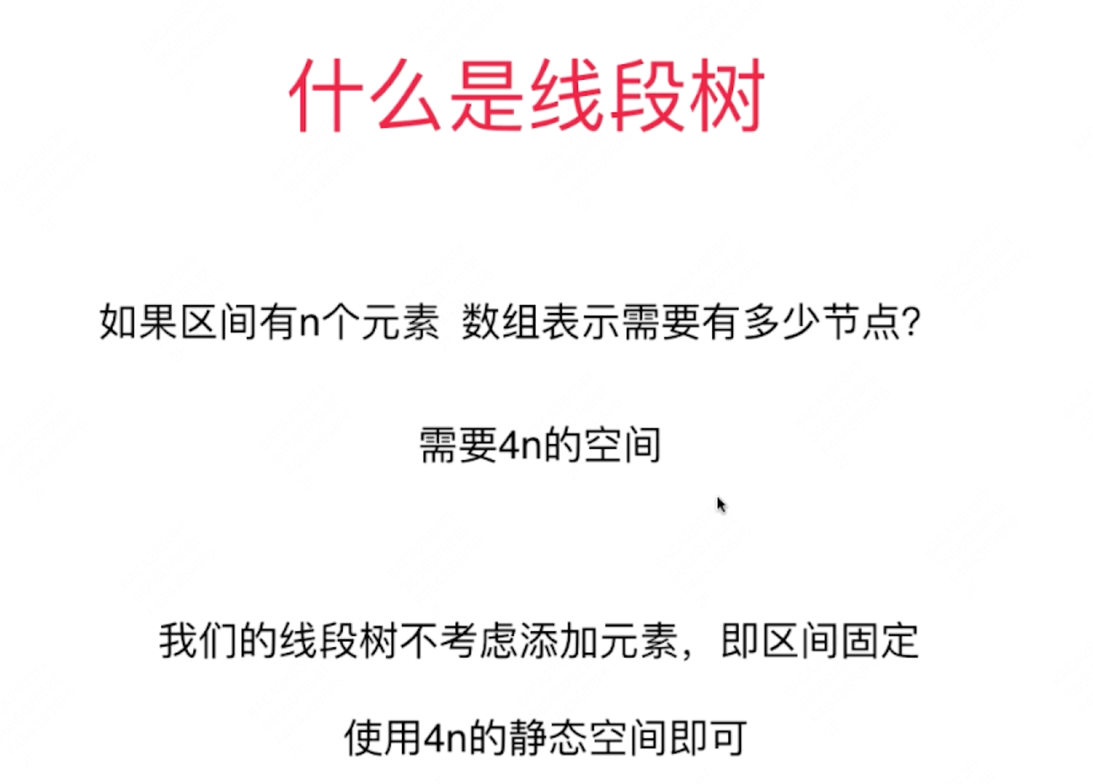 什么是线段树
如果区间有n个元素 数组表示需要有多少节点？
需要4n的空间
我们的线段树不考虑添加元素，即区间固定
使用4n的静态空间即可